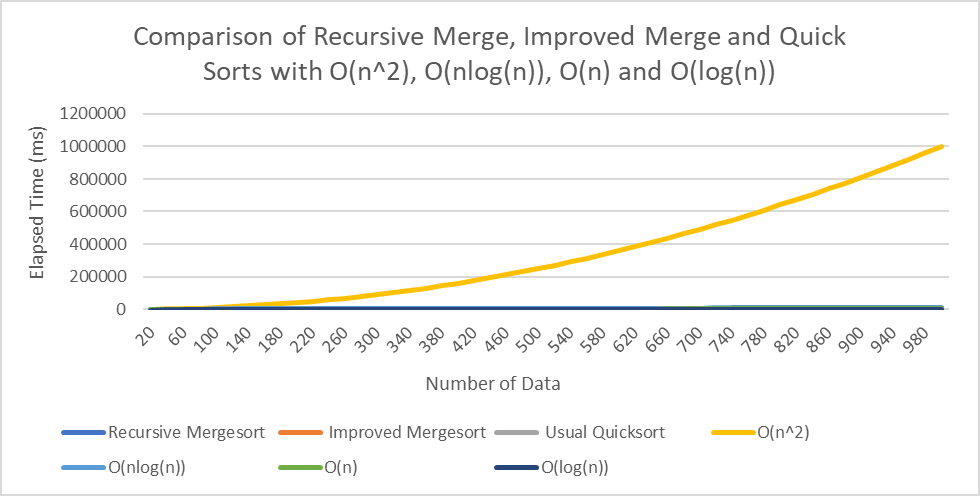 Comparison of Recursive Merge, Improved Merge and Quick
Sorts with O(n^2), O(nlog(n)), O(n) and O(log(n))
Elapsed Time (ms)
1200000
1000000
800000
600000
400000
200000
0
20 60 100 140 180 220 260 300 340 380 420 460 500 540 580 620 660 700 740 780 820 860 900 940 980
Number of Data
Recursive Mergesort Improved Mergesort Usual Quicksort O(n^2)
O(nlog(n)) O(n) O(log(n))